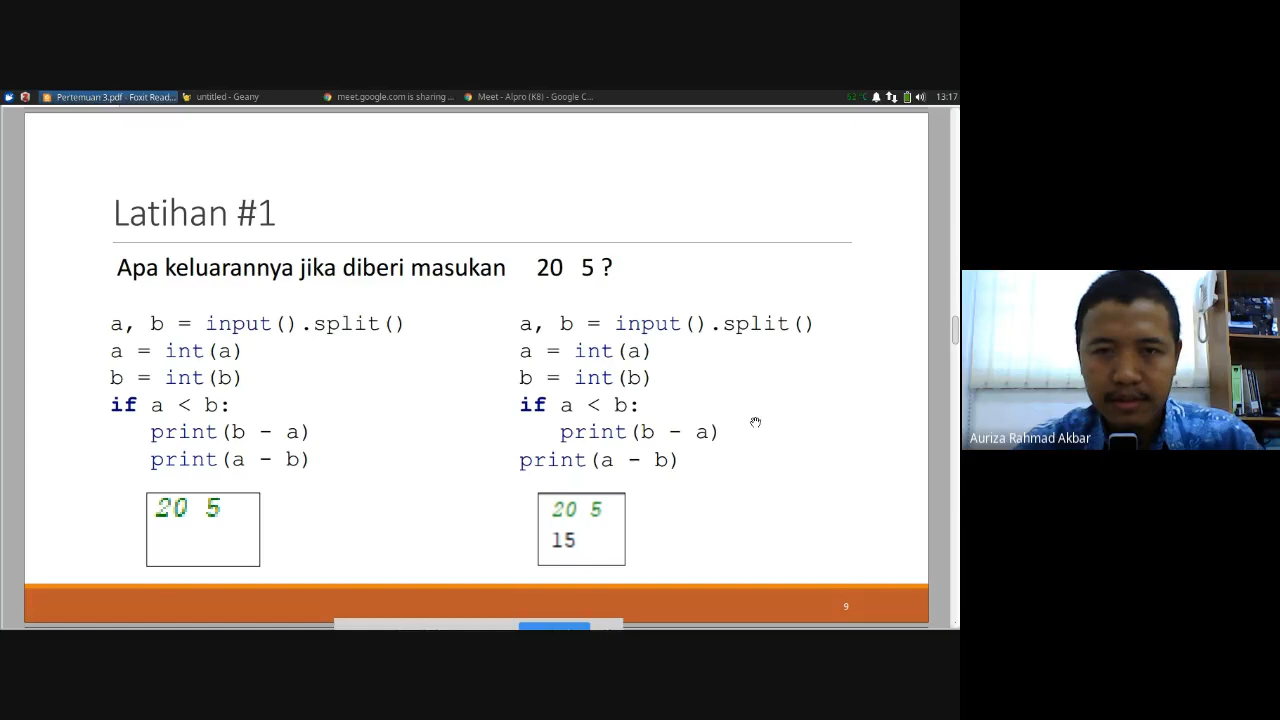 Pertemuan 3.pdf - Foxit Read...
untitled - Geany
meet.google.com is sharing ...
Meet - Alpro (K8) - Google C...
52 °C
13:17
Latihan #1
Apa keluarannya jika diberi masukan 20 5 ?
a, b = input().split()
a = int(a)
b = int(b)
if a < b:
print(b - a)
print(a - b)
20 5
a, b = input().split()
a = int(a)
b = int(b)
if a < b:
print(b - a)
print(a - b)
20 5
15
9
Auriza Rahmad Akbar